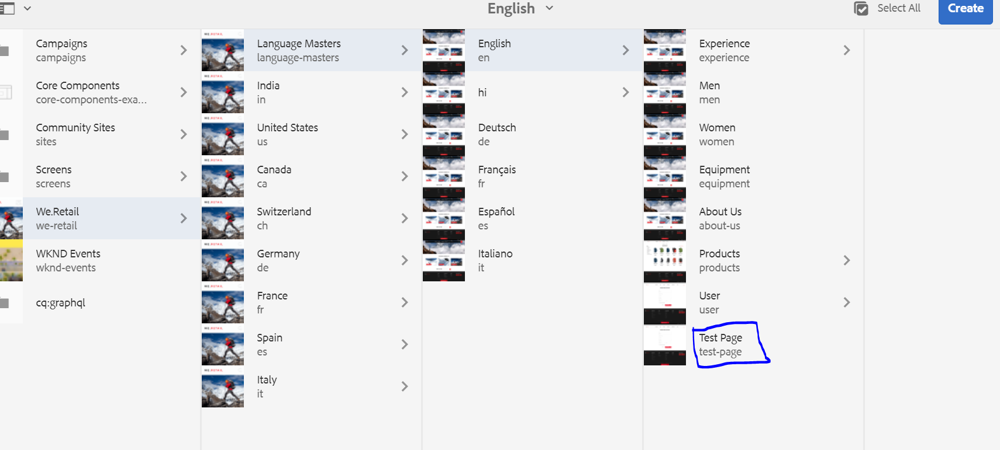 English
Select All
Create
Campaigns
campaigns
Core Components
core-components-exa...
Community Sites
sites
Screens
screens
We.Retail
we-retail
WKND Events
wknd-events
cq:graphql
Language Masters
language-masters
India
in
United States
us
Canada
ca
Switzerland
ch
Germany
de
France
fr
Spain
es
Italy
it
English
en
hi
Deutsch
de
Français
fr
Español
es
Italiano
it
Experience
experience
Men
men
Women
women
Equipment
equipment
About Us
about-us
Products
products
User
user
Test Page
test-page